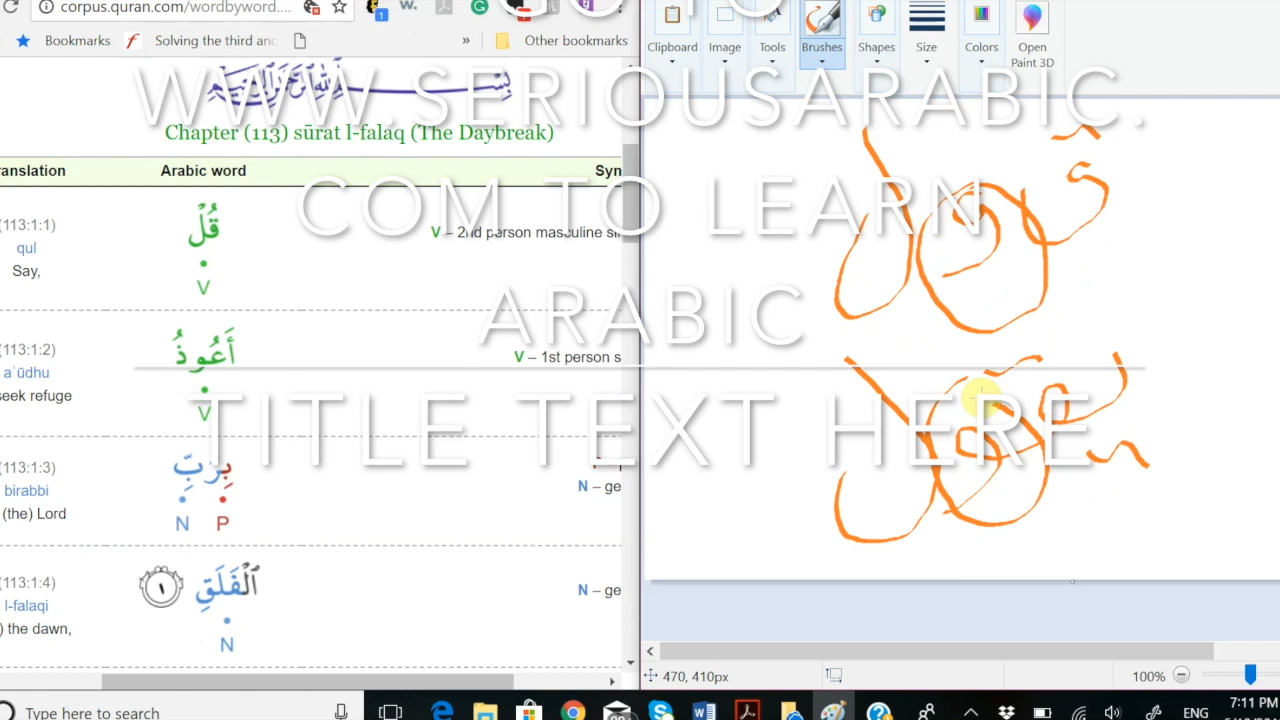 GO TO
WWW.SERIOUSARABIC.
COM TO LEARN
ARABIC
TITLE TEXT HERE
corpus.quran.com/wordbyword....
Bookmarks
Solving the third and
»
Other bookmarks
Chapter (113) sūrat l-falaq (The Daybreak)
anslation Arabic word Syn
(113:1:1)
qul
Say,
قُلْ
V
V – 2nd person masculine si
(113:1:2)
a'ūdhu
seek refuge
أَعُوذُ
V
V – 1st person s
(113:1:3)
birabbi
(the) Lord
بِرَبِّ
N P
N – ge
(113:1:4)
l-falaqi
) the dawn,
ٱلْفَلَقِ ١
N
N – ge
Clipboard Image Tools Brushes Shapes Size Colors Open
Paint 3D
470, 410px
100%
Type here to search
ENG
7:11 PM